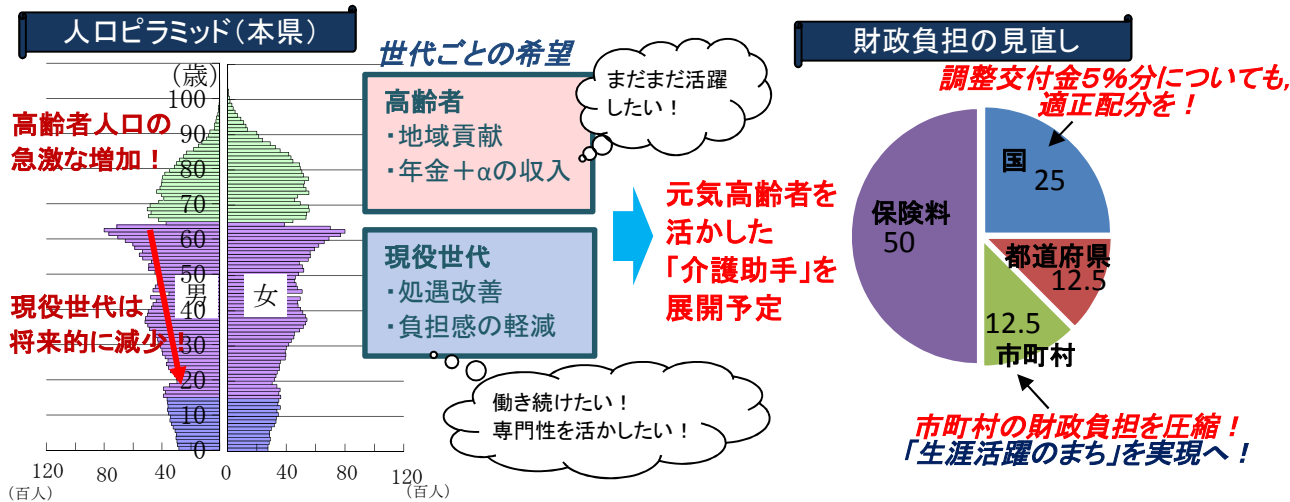 人口ピラミッド(本県)
(歳)
100
90
80
70
60
50
40
30
20
10
0
高齢者人口の
急激な増加!
現役世代は
将来的に減少!
男
女
120
80
40
0
40
80
120
(百人)
(百人)
世代ごとの希望
高齢者
・地域貢献
・年金+αの収入
まだまだ活躍
したい!
現役世代
・処遇改善
・負担感の軽減
働き続けたい!
専門性を活かしたい!
元気高齢者を
活かした
「介護助手」を
展開予定
財政負担の見直し
調整交付金5%分についても,
適正配分を!
国
25
保険料
50
都道府県
12.5
12.5
市町村
市町村の財政負担を圧縮!
「生涯活躍のまち」を実現へ!